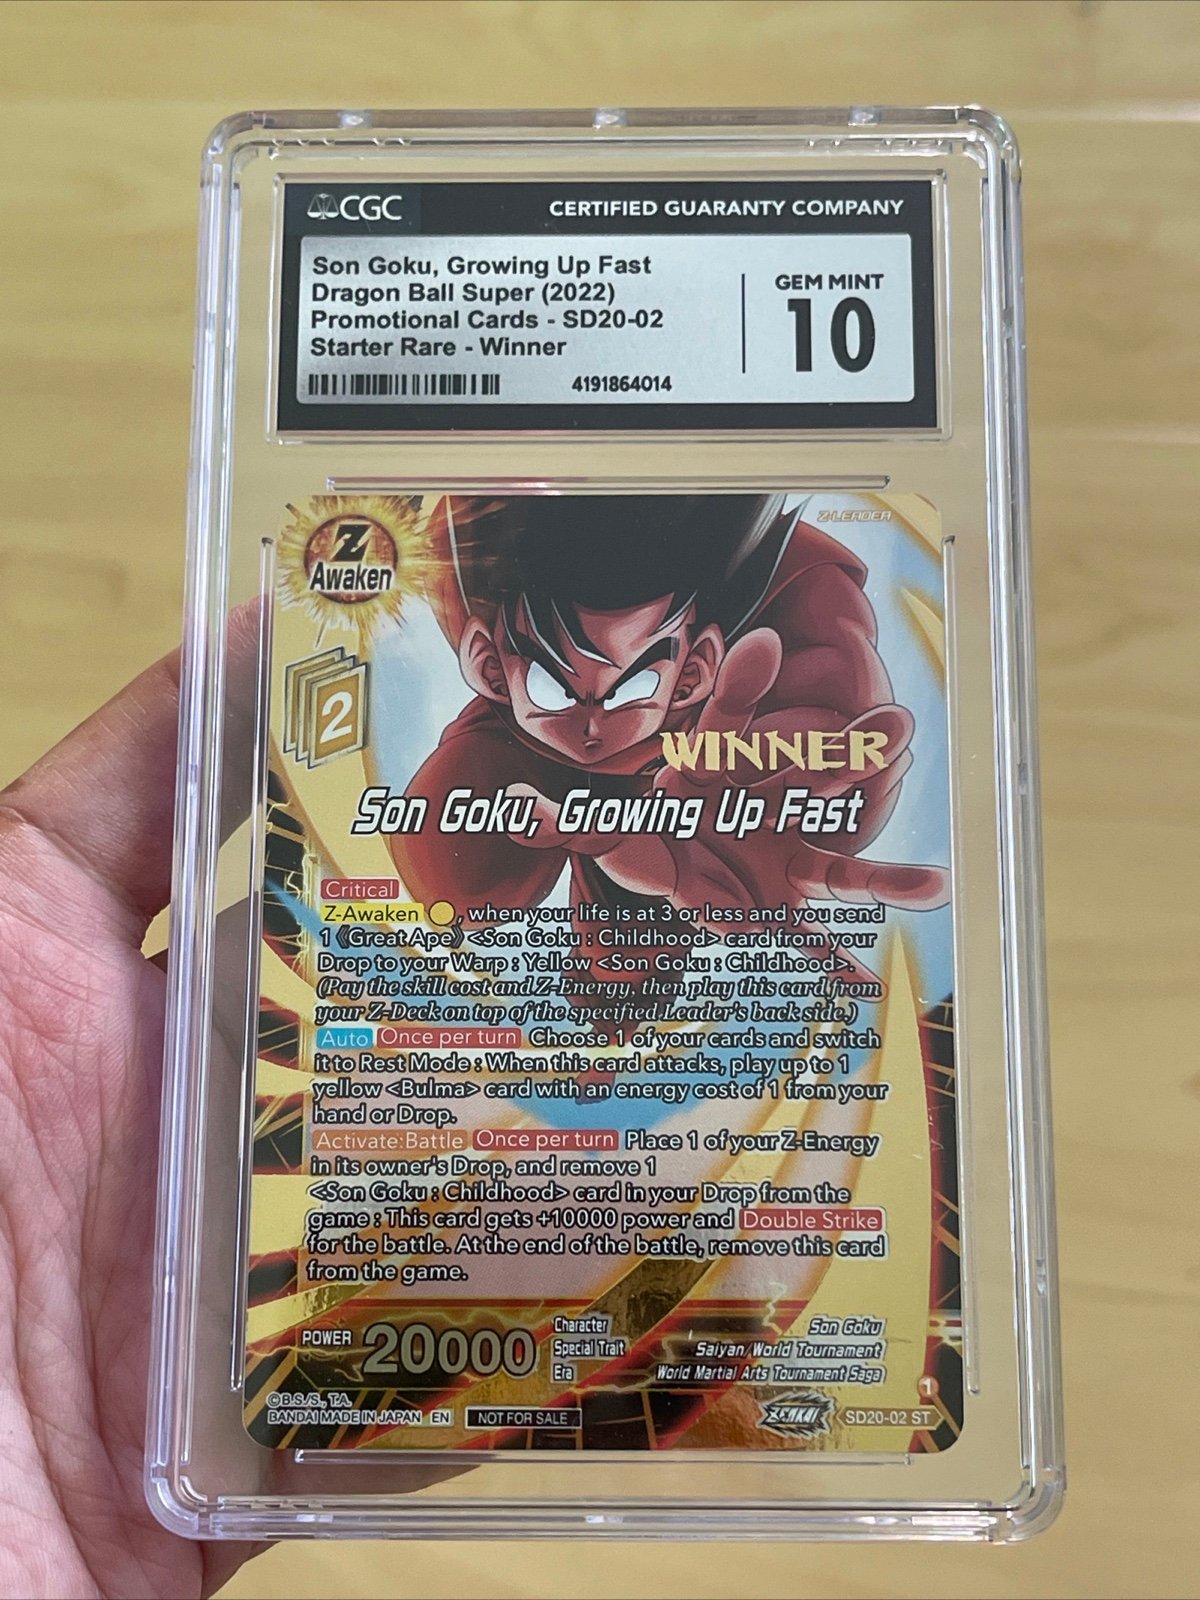 CGC CERTIFIED GUARANTY COMPANY
Son Goku, Growing Up Fast
Dragon Ball Super (2022)
Promotional Cards - SD20-02
Starter Rare - Winner
4191864014
GEM MINT
10
Z
Awaken
Z-LEADER
2
WINNER
Son Goku, Growing Up Fast
Critical
Z-Awaken , when your life is at 3 or less and you send
1 《Great Ape》 <Son Goku : Childhood> card from your
Drop to your Warp : Yellow <Son Goku : Childhood>.
(Pay the skill cost and Z-Energy, then play this card from
your Z-Deck on top of the specified Leader's back side.)
Auto Once per turn Choose 1 of your cards and switch
it to Rest Mode : When this card attacks, play up to 1
yellow <Bulma> card with an energy cost of 1 from your
hand or Drop.
Activate:Battle Once per turn Place 1 of your Z-Energy
in its owner's Drop, and remove 1
<Son Goku : Childhood> card in your Drop from the
game : This card gets +10000 power and Double Strike
for the battle. At the end of the battle, remove this card
from the game.
POWER 20000
Character Son Goku
Special Trait Saiyan/World Tournament
Era World Martial Arts Tournament Saga
1
©B.S./S., T.A.
BANDAI MADE IN JAPAN EN NOT FOR SALE ZENKAI SD20-02 ST